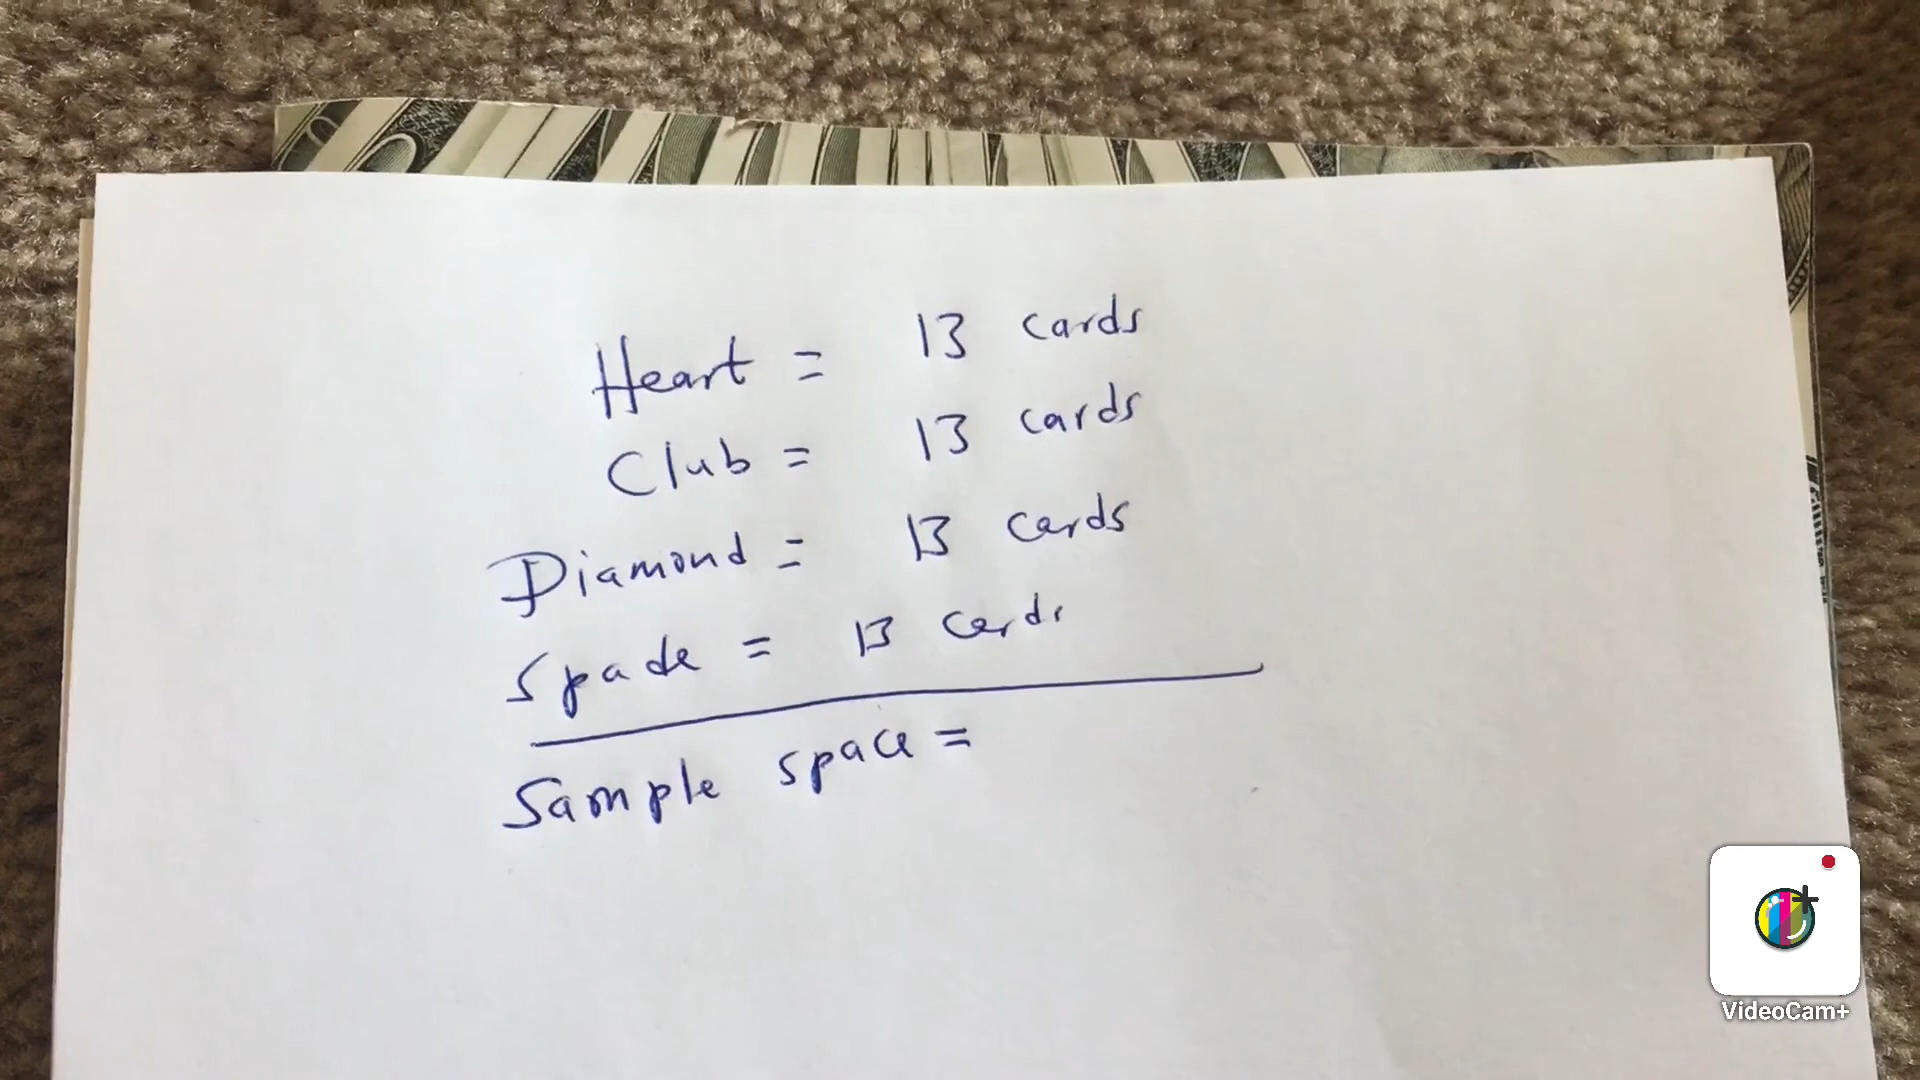 Heart = 13 cards
Club = 13 cards
Diamond = 13 cards
Spade = 13 cards
Sample space =
VideoCam+